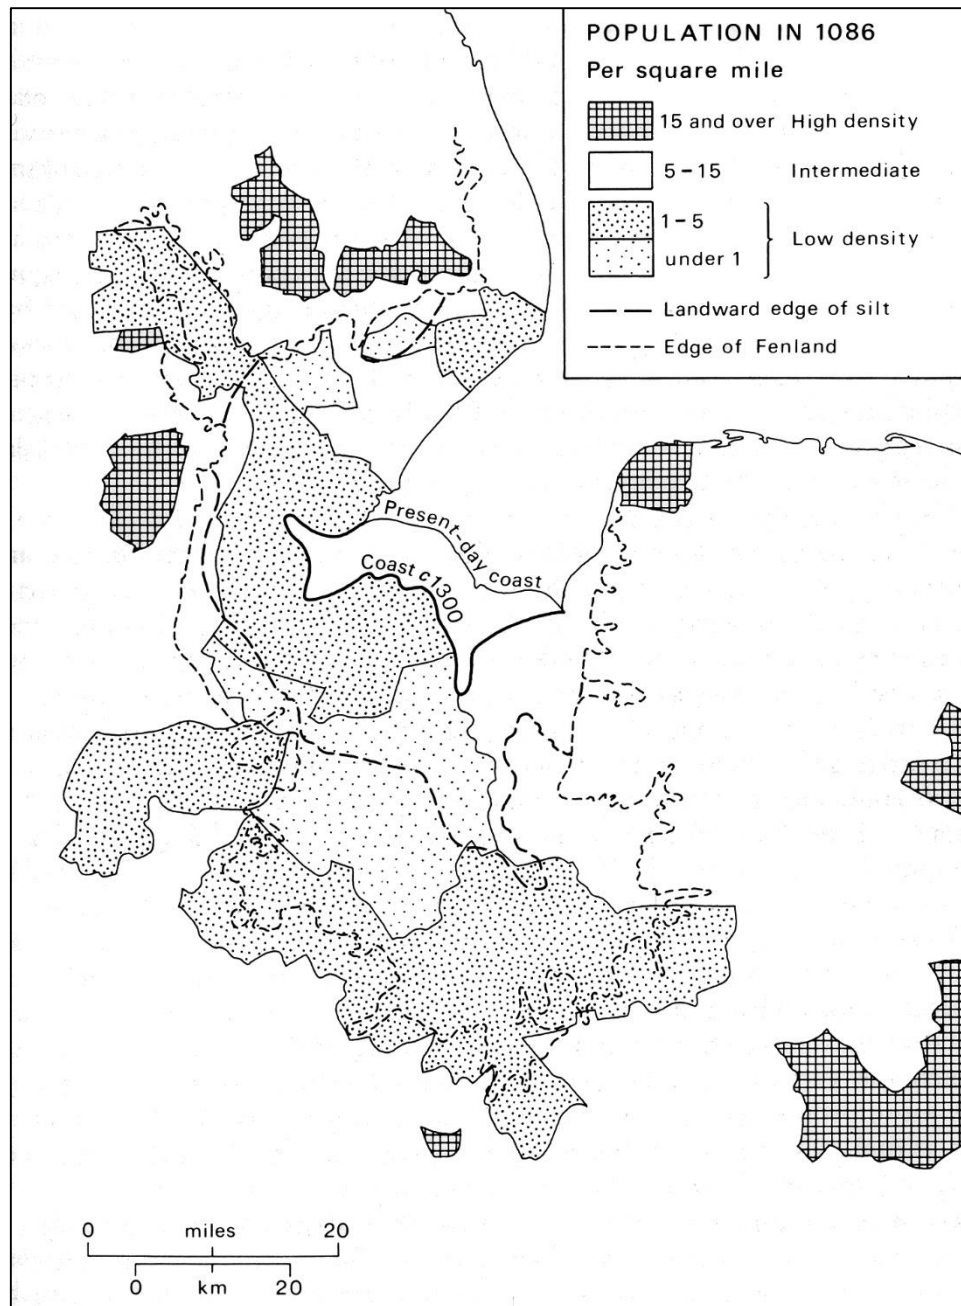 POPULATION IN 1086
Per square mile
15 and over High density
5-15 Intermediate
1-5
under 1
Low density
Landward edge of silt
Edge of Fenland
Present-day coast
Coast c1300
0 miles 20
0 km 20